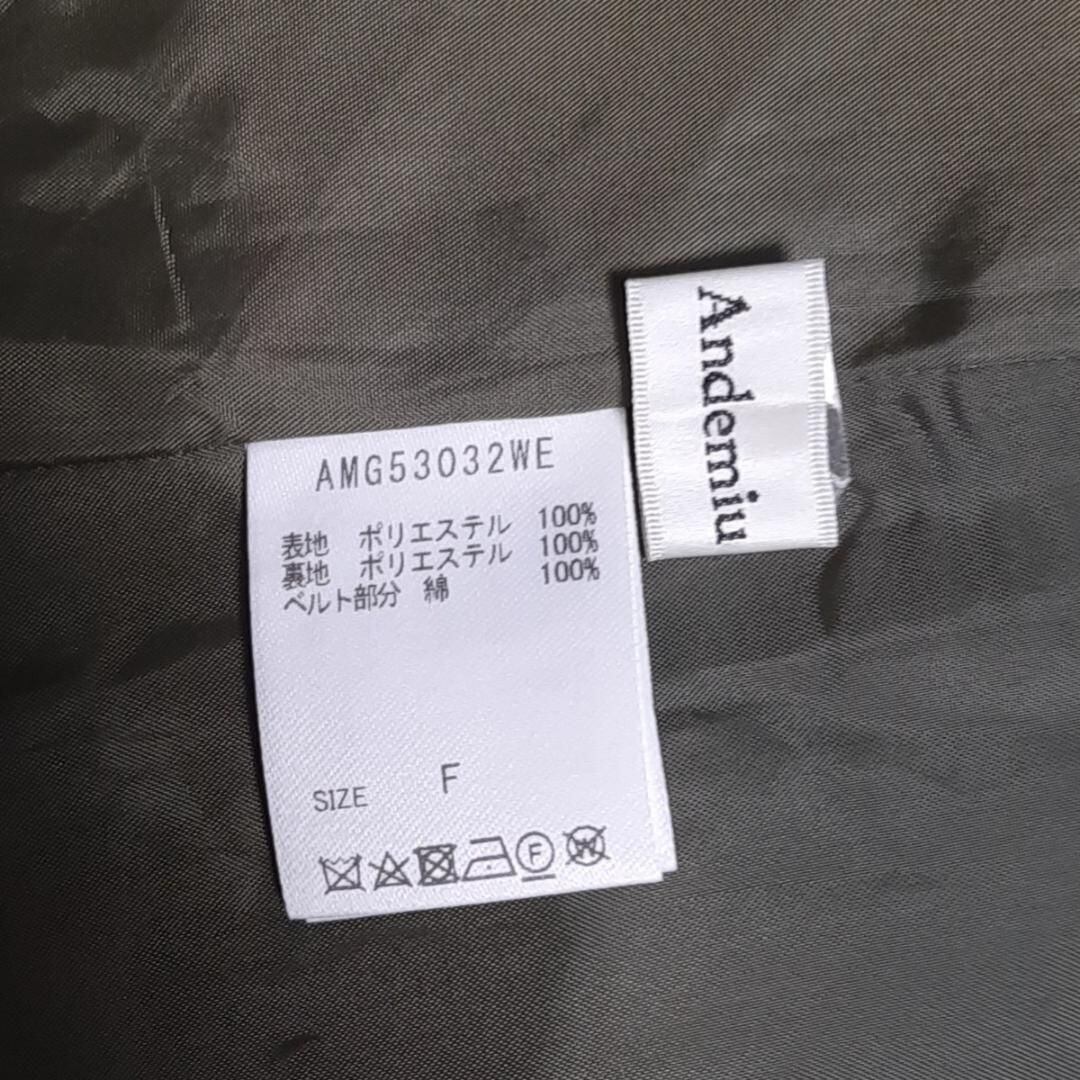 Andemiu
AMG53032WE
表地 ポリエステル 100%
裏地 ポリエステル 100%
ベルト部分 綿 100%
SIZE F
F
W